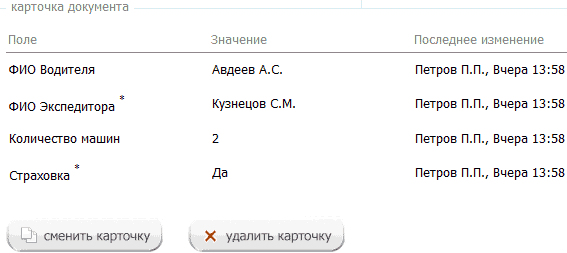 карточка документа
Поле Значение Последнее изменение
ФИО Водителя Авдеев А.С. Петров П.П., Вчера 13:58
ФИО Экспедитора * Кузнецов С.М. Петров П.П., Вчера 13:58
Количество машин 2 Петров П.П., Вчера 13:58
Страховка * Да Петров П.П., Вчера 13:58
сменить карточку удалить карточку